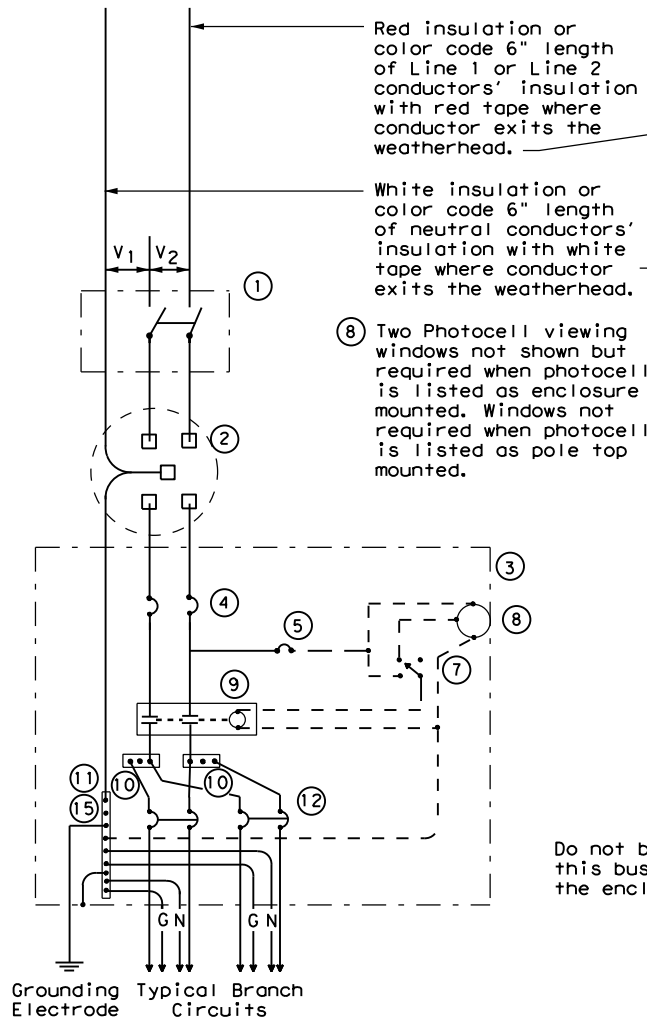 Red insulation or
color code 6" length
of Line 1 or Line 2
conductors' insulation
with red tape where
conductor exits the
weatherhead.
White insulation or
color code 6" length
of neutral conductors'
insulation with white
tape where conductor
exits the weatherhead.
V1 V2
1
8 Two Photocell viewing
windows not shown but
required when photocell
is listed as enclosure
mounted. Windows not
required when photocell
is listed as pole top
mounted.
2
3
4
5
8
7
9
11 10 10
15 12
Do not b
this bus
the encl
G N G N
Grounding
Electrode
Typical Branch
Circuits